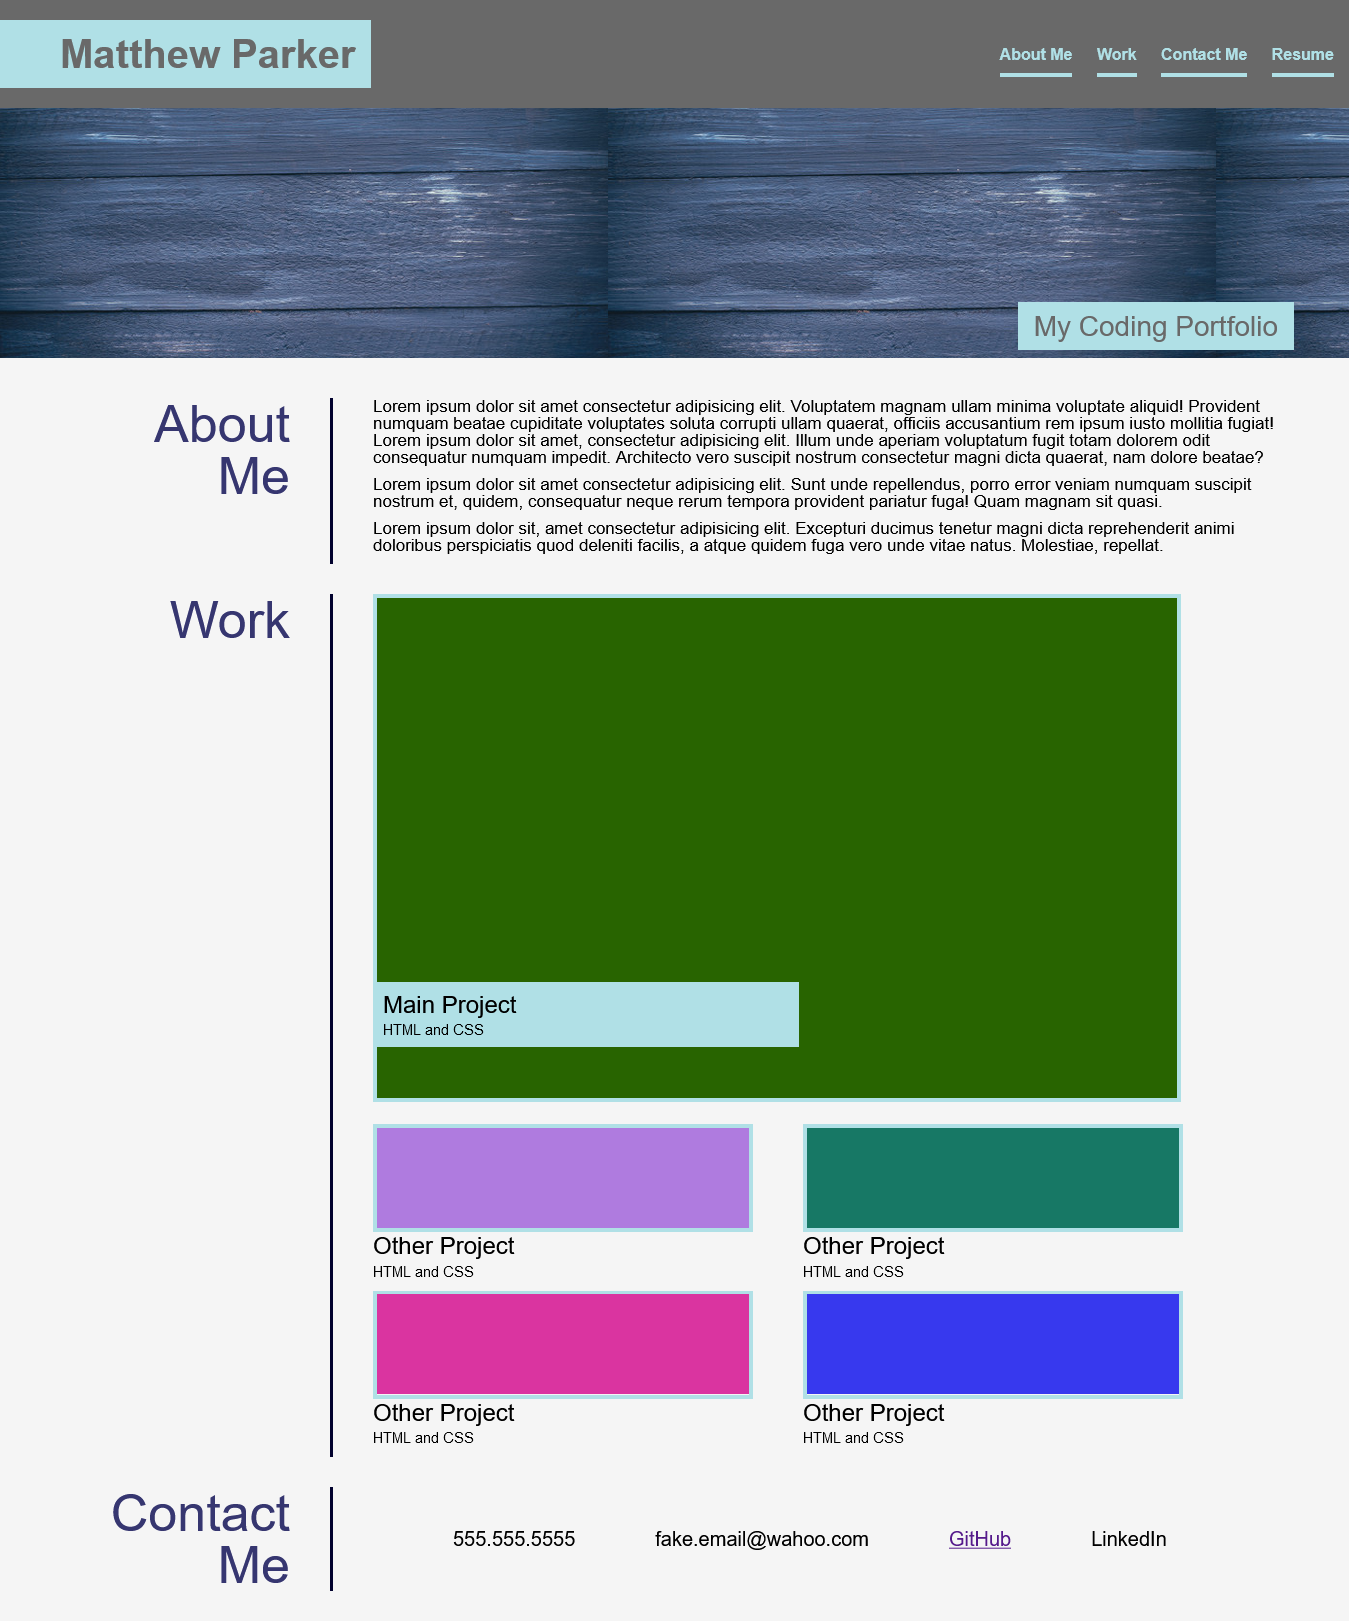 Matthew Parker
About Me Work Contact Me Resume
My Coding Portfolio
About
Me
Lorem ipsum dolor sit amet consectetur adipisicing elit. Voluptatem magnam ullam minima voluptate aliquid! Provident
numquam beatae cupiditate voluptates soluta corrupti ullam quaerat, officiis accusantium rem ipsum iusto mollitia fugiat!
Lorem ipsum dolor sit amet, consectetur adipisicing elit. Illum unde aperiam voluptatum fugit totam dolorem odit
consequatur numquam impedit. Architecto vero suscipit nostrum consectetur magni dicta quaerat, nam dolore beatae?
Lorem ipsum dolor sit amet consectetur adipisicing elit. Sunt unde repellendus, porro error veniam numquam suscipit
nostrum et, quidem, consequatur neque rerum tempora provident pariatur fuga! Quam magnam sit quasi.
Lorem ipsum dolor sit, amet consectetur adipisicing elit. Excepturi ducimus tenetur magni dicta reprehenderit animi
doloribus perspiciatis quod deleniti facilis, a atque quidem fuga vero unde vitae natus. Molestiae, repellat.
Work
Main Project
HTML and CSS
Other Project
HTML and CSS
Other Project
HTML and CSS
Other Project
HTML and CSS
Other Project
HTML and CSS
Contact
Me
555.555.5555 fake.email@wahoo.com GitHub LinkedIn